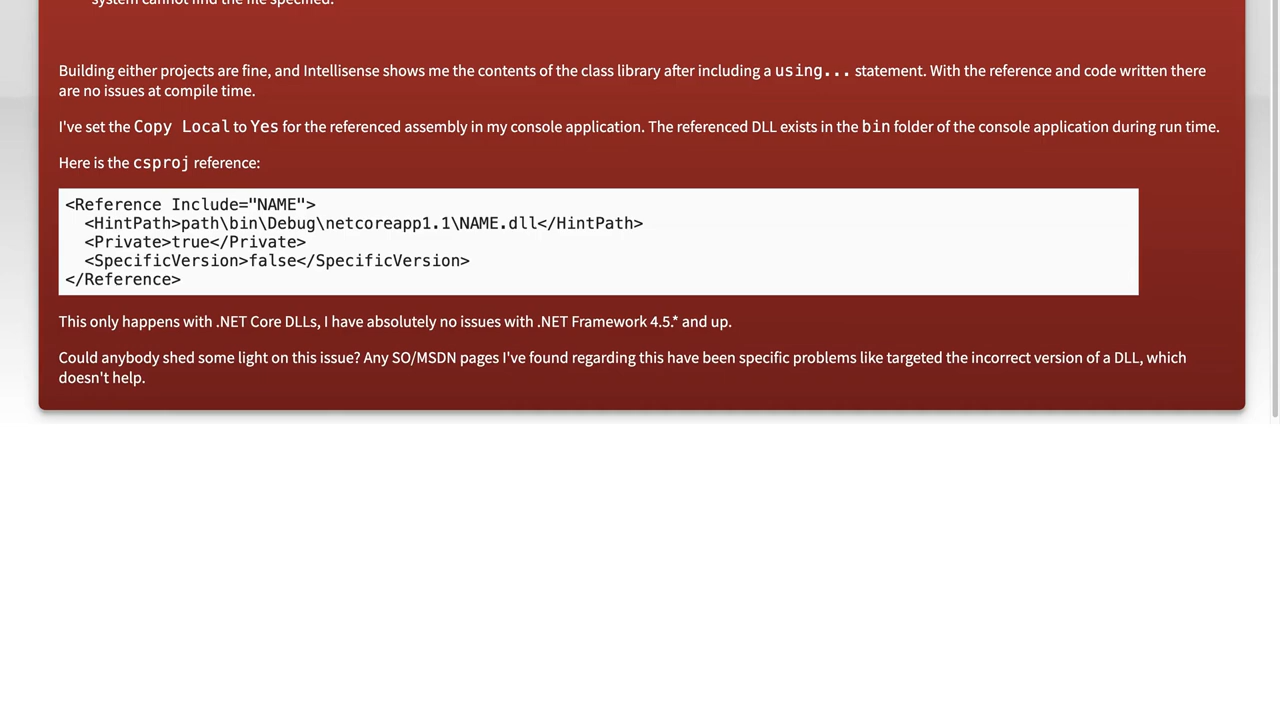 system cannot find the file specified.
Building either projects are fine, and Intellisense shows me the contents of the class library after including a using... statement. With the reference and code written there
are no issues at compile time.
I've set the Copy Local to Yes for the referenced assembly in my console application. The referenced DLL exists in the bin folder of the console application during run time.
Here is the csproj reference:
<Reference Include="NAME">
  <HintPath>path\bin\Debug\netcoreapp1.1\NAME.dll</HintPath>
  <Private>true</Private>
  <SpecificVersion>false</SpecificVersion>
</Reference>
This only happens with .NET Core DLLs, I have absolutely no issues with .NET Framework 4.5.* and up.
Could anybody shed some light on this issue? Any SO/MSDN pages I've found regarding this have been specific problems like targeted the incorrect version of a DLL, which
doesn't help.